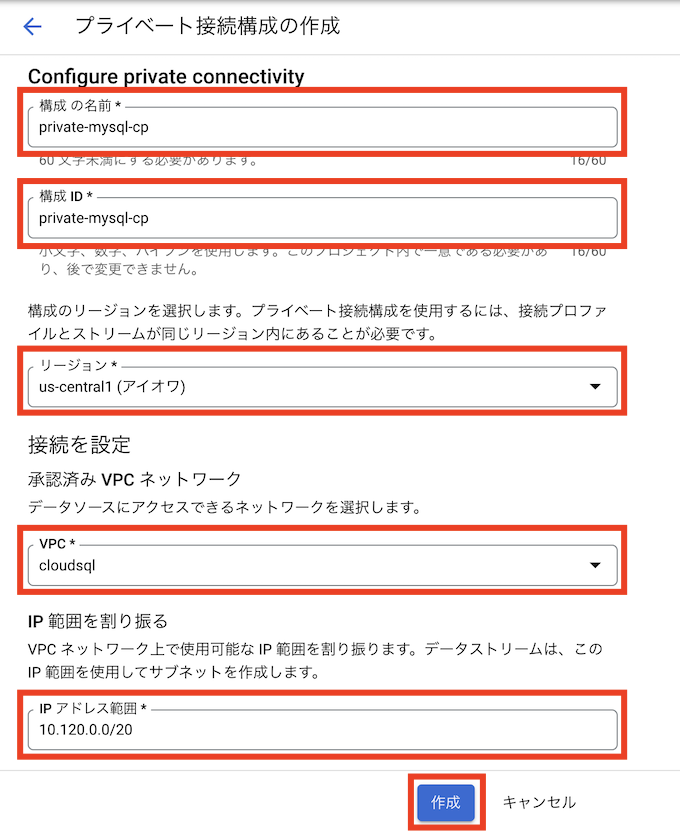 プライベート接続構成の作成
Configure private connectivity
構成 の名前 *
private-mysql-cp
60 文字未満にする必要があります。
16/60
構成 ID *
private-mysql-cp
小文字、数字、ハイフンを使用します。このプロジェクト内で一意である必要があ
16/60
り、後で変更できません。
構成のリージョンを選択します。プライベート接続構成を使用するには、接続プロファ
イルとストリームが同じリージョン内にあることが必要です。
リージョン *
us-central1 (アイオワ)
接続を設定
承認済み VPC ネットワーク
データソースにアクセスできるネットワークを選択します。
VPC *
cloudsql
IP 範囲を割り振る
VPC ネットワーク上で使用可能な IP 範囲を割り振ります。データストリームは、この
IP 範囲を使用してサブネットを作成します。
IP アドレス範囲 *
10.120.0.0/20
作成
キャンセル